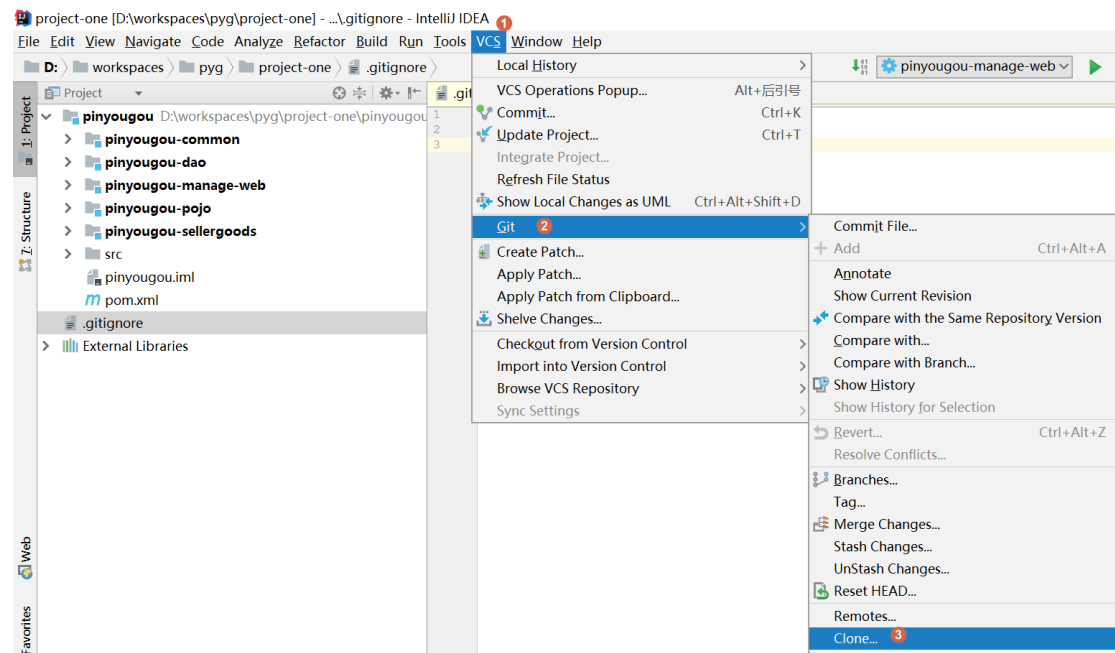 project-one [D:\workspaces\pyg\project-one] - ...\.gitignore - IntelliJ IDEA
1
File Edit View Navigate Code Analyze Refactor Build Run Tools VCS Window Help
D: workspaces pyg project-one .gitignore
pinyougou-manage-web
Project
.git
1: Project
7: Structure
Web
Favorites
pinyougou D:\workspaces\pyg\project-one\pinyougou
pinyougou-common
pinyougou-dao
pinyougou-manage-web
pinyougou-pojo
pinyougou-sellergoods
src
pinyougou.iml
pom.xml
.gitignore
External Libraries
1
2
3
Local History
VCS Operations Popup... Alt+后引号
Commit... Ctrl+K
Update Project... Ctrl+T
Integrate Project...
Refresh File Status
Show Local Changes as UML Ctrl+Alt+Shift+D
Git 2
Create Patch...
Apply Patch...
Apply Patch from Clipboard...
Shelve Changes...
Checkout from Version Control
Import into Version Control
Browse VCS Repository
Sync Settings
Commit File...
Add Ctrl+Alt+A
Annotate
Show Current Revision
Compare with the Same Repository Version
Compare with...
Compare with Branch...
Show History
Show History for Selection
Revert... Ctrl+Alt+Z
Resolve Conflicts...
Branches...
Tag...
Merge Changes...
Stash Changes...
UnStash Changes...
Reset HEAD...
Remotes...
Clone... 3